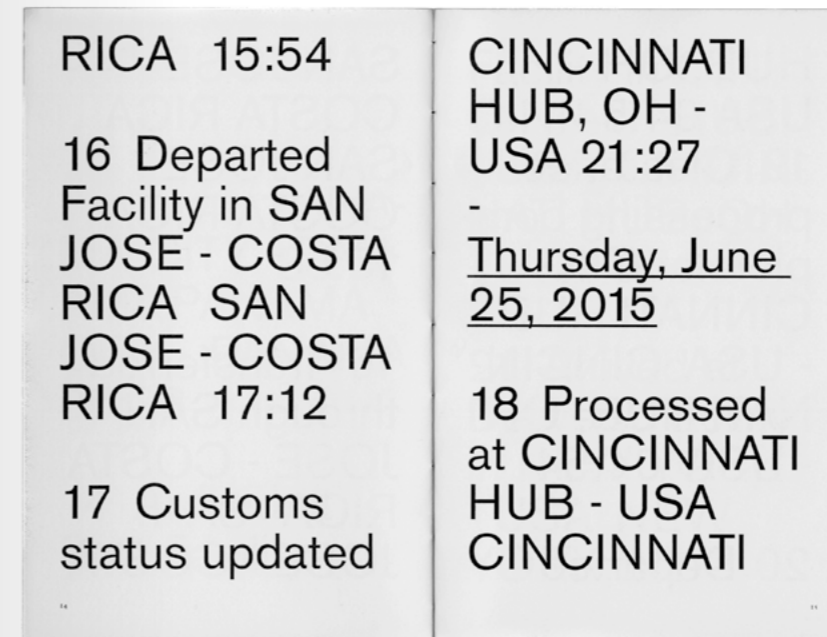 RICA 15:54
16 Departed
Facility in SAN
JOSE - COSTA
RICA SAN
JOSE - COSTA
RICA 17:12
17 Customs
status updated
CINCINNATI
HUB, OH -
USA 21:27
-
Thursday, June
25, 2015
18 Processed
at CINCINNATI
HUB - USA
CINCINNATI